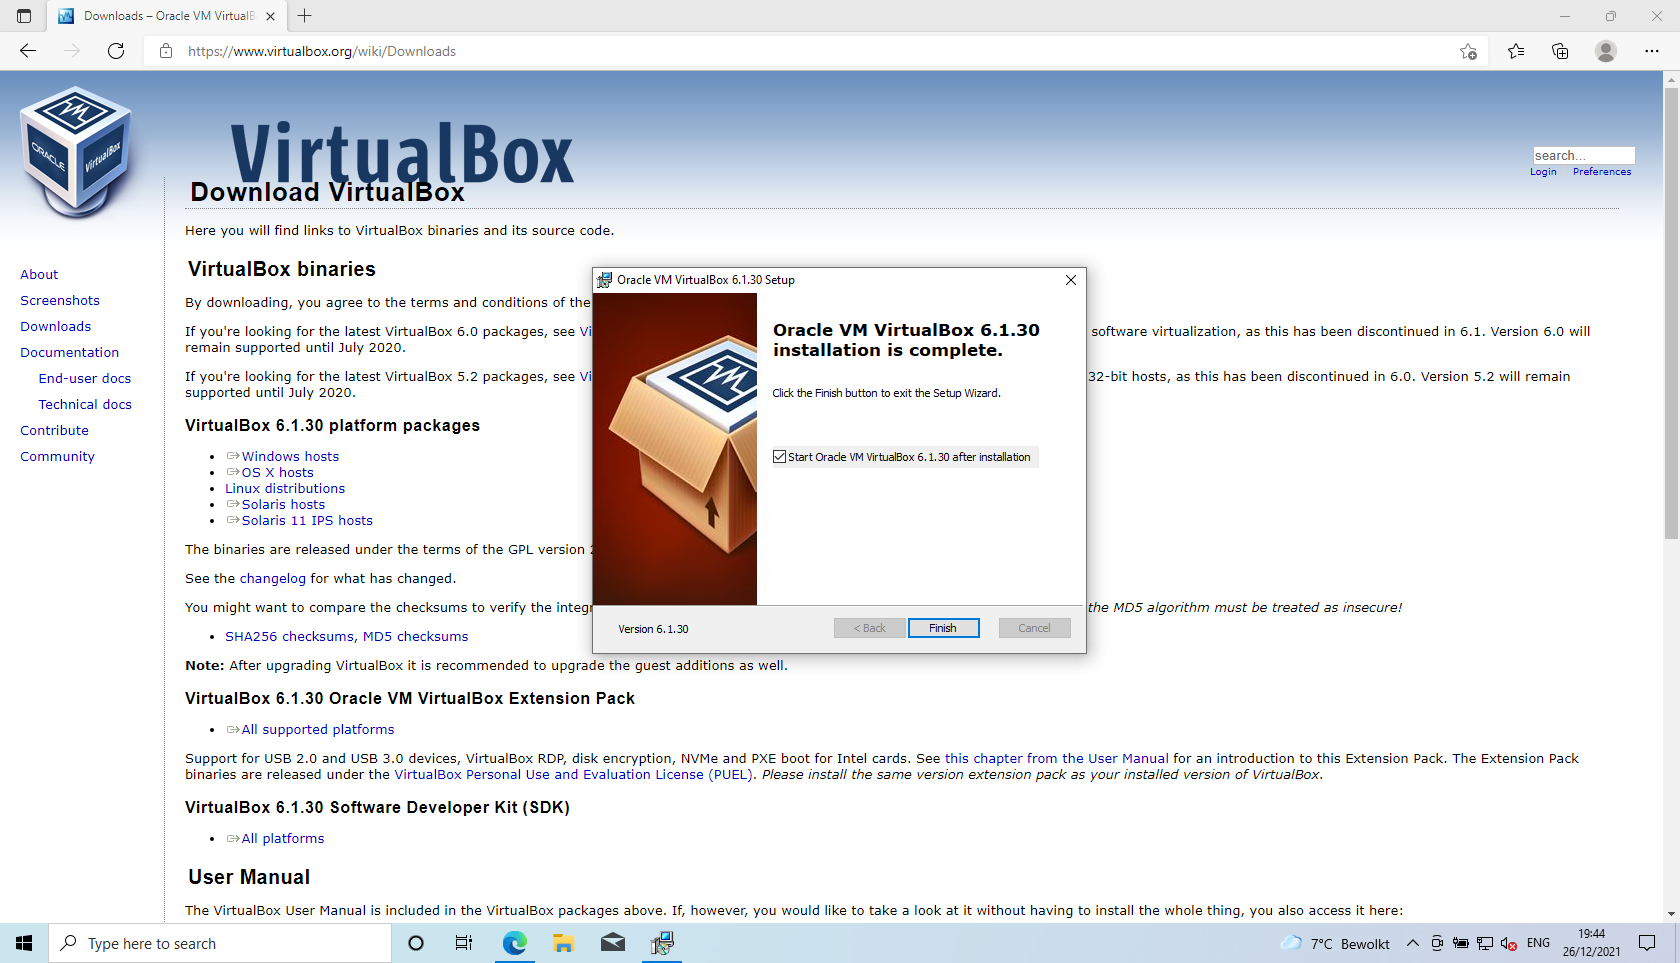 Downloads – Oracle VM VirtualB
https://www.virtualbox.org/wiki/Downloads
ORACLE
VirtualBox
VirtualBox
search...
Login Preferences
Download VirtualBox
Here you will find links to VirtualBox binaries and its source code.
About
Screenshots
Downloads
Documentation
End-user docs
Technical docs
Contribute
Community
VirtualBox binaries
By downloading, you agree to the terms and conditions of the
If you're looking for the latest VirtualBox 6.0 packages, see Vi software virtualization, as this has been discontinued in 6.1. Version 6.0 will
remain supported until July 2020.
If you're looking for the latest VirtualBox 5.2 packages, see Vi 32-bit hosts, as this has been discontinued in 6.0. Version 5.2 will remain
supported until July 2020.
VirtualBox 6.1.30 platform packages
Windows hosts
OS X hosts
Linux distributions
Solaris hosts
Solaris 11 IPS hosts
The binaries are released under the terms of the GPL version 2
See the changelog for what has changed.
You might want to compare the checksums to verify the integr the MD5 algorithm must be treated as insecure!
SHA256 checksums, MD5 checksums
Note: After upgrading VirtualBox it is recommended to upgrade the guest additions as well.
VirtualBox 6.1.30 Oracle VM VirtualBox Extension Pack
All supported platforms
Support for USB 2.0 and USB 3.0 devices, VirtualBox RDP, disk encryption, NVMe and PXE boot for Intel cards. See this chapter from the User Manual for an introduction to this Extension Pack. The Extension Pack
binaries are released under the VirtualBox Personal Use and Evaluation License (PUEL). Please install the same version extension pack as your installed version of VirtualBox.
VirtualBox 6.1.30 Software Developer Kit (SDK)
All platforms
User Manual
The VirtualBox User Manual is included in the VirtualBox packages above. If, however, you would like to take a look at it without having to install the whole thing, you also access it here:
Oracle VM VirtualBox 6.1.30 Setup
Oracle VM VirtualBox 6.1.30
installation is complete.
Click the Finish button to exit the Setup Wizard.
Start Oracle VM VirtualBox 6.1.30 after installation
Version 6.1.30
< Back Finish Cancel
Type here to search
7°C Bewolkt
ENG
19:44
26/12/2021